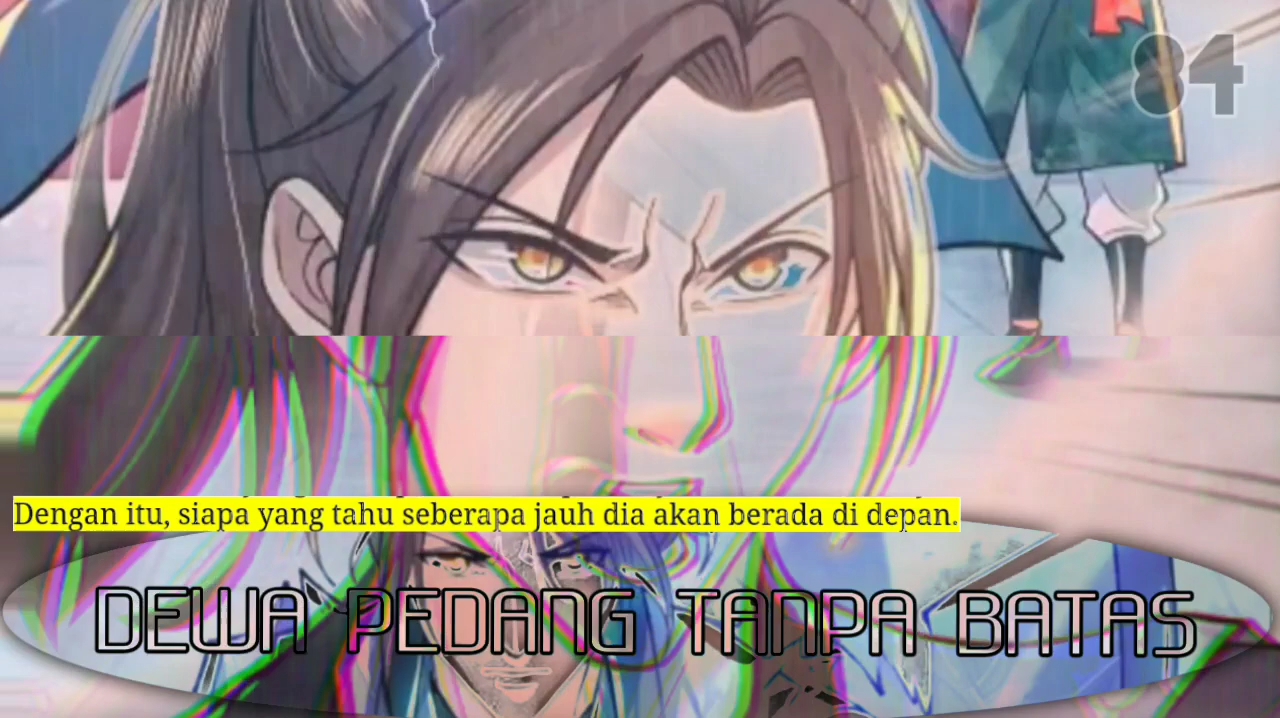 84
Dengan itu, siapa yang tahu seberapa jauh dia akan berada di depan.
DEWA PEDANG TANPA BATAS